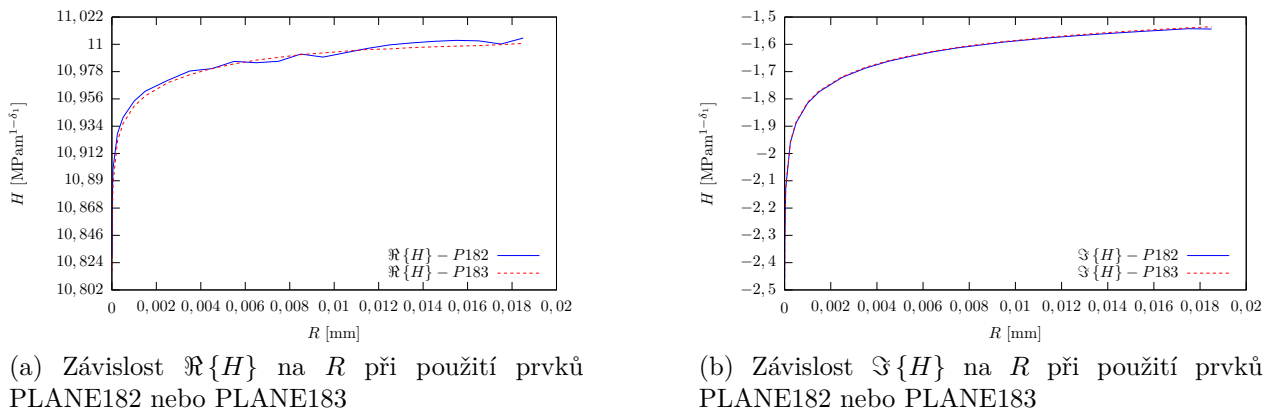 11, 022
11
10, 978
10, 956
10, 934
10, 912
10, 89
10, 868
10, 846
10, 824
10, 802
H [MPam^{1−δ_1}]
ℜ {H} − P182
ℜ {H} − P183
0 0, 002 0, 004 0, 006 0, 008 0, 01 0, 012 0, 014 0, 016 0, 018 0, 02
R [mm]
(a) Závislost ℜ {H} na R při použití prvků
PLANE182 nebo PLANE183
−1, 5
−1, 6
−1, 7
−1, 8
−1, 9
−2
−2, 1
−2, 2
−2, 3
−2, 4
−2, 5
H [MPam^{1−δ_1}]
ℑ {H} − P182
ℑ {H} − P183
0 0, 002 0, 004 0, 006 0, 008 0, 01 0, 012 0, 014 0, 016 0, 018 0, 02
R [mm]
(b) Závislost ℑ {H} na R při použití prvků
PLANE182 nebo PLANE183